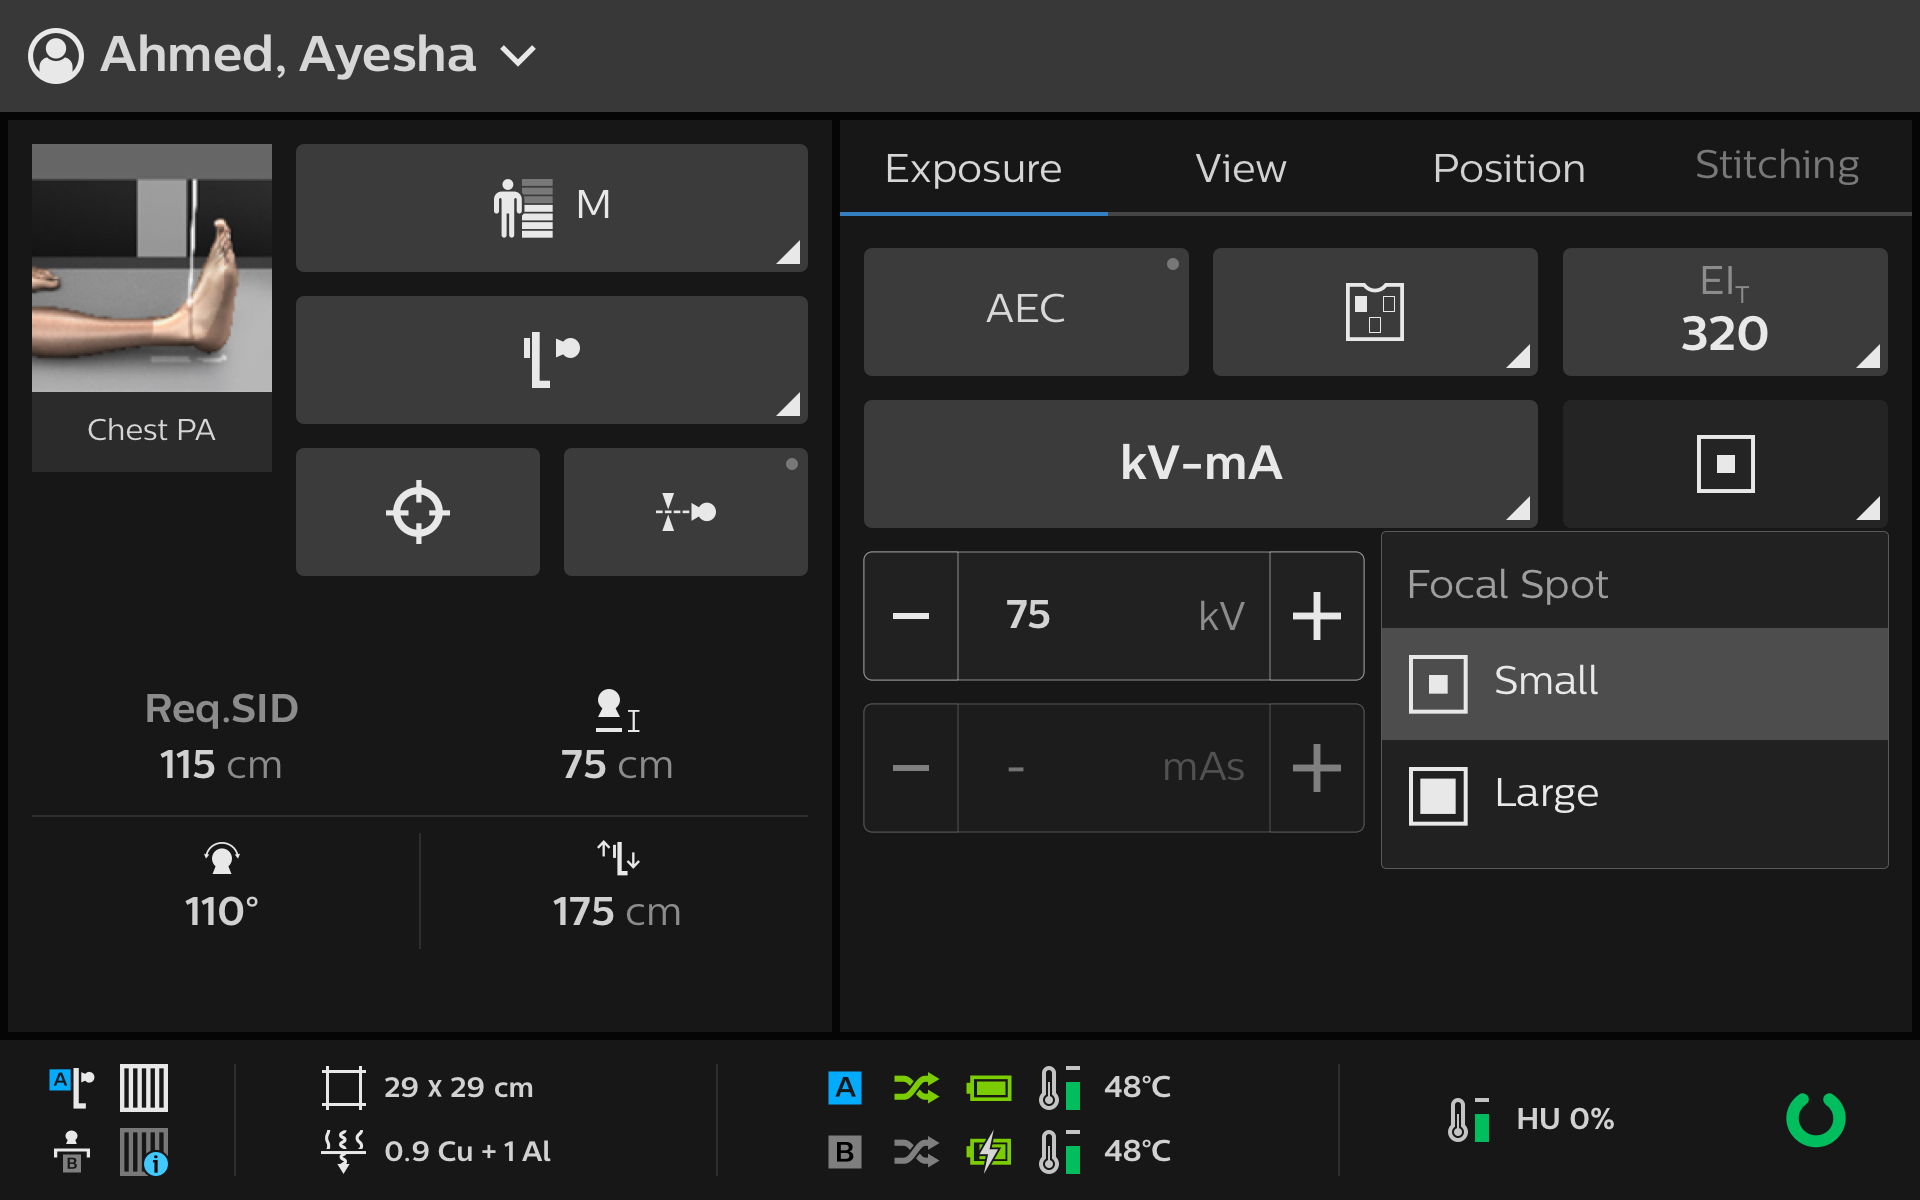 Ahmed, Ayesha
Chest PA
M
Req.SID
115 cm
75 cm
110°
175 cm
Exposure
View
Position
Stitching
AEC
EI T
320
kV-mA
75 kV
- mAs
Focal Spot
Small
Large
A
B
29 x 29 cm
0.9 Cu + 1 Al
A 48°C
B 48°C
HU 0%